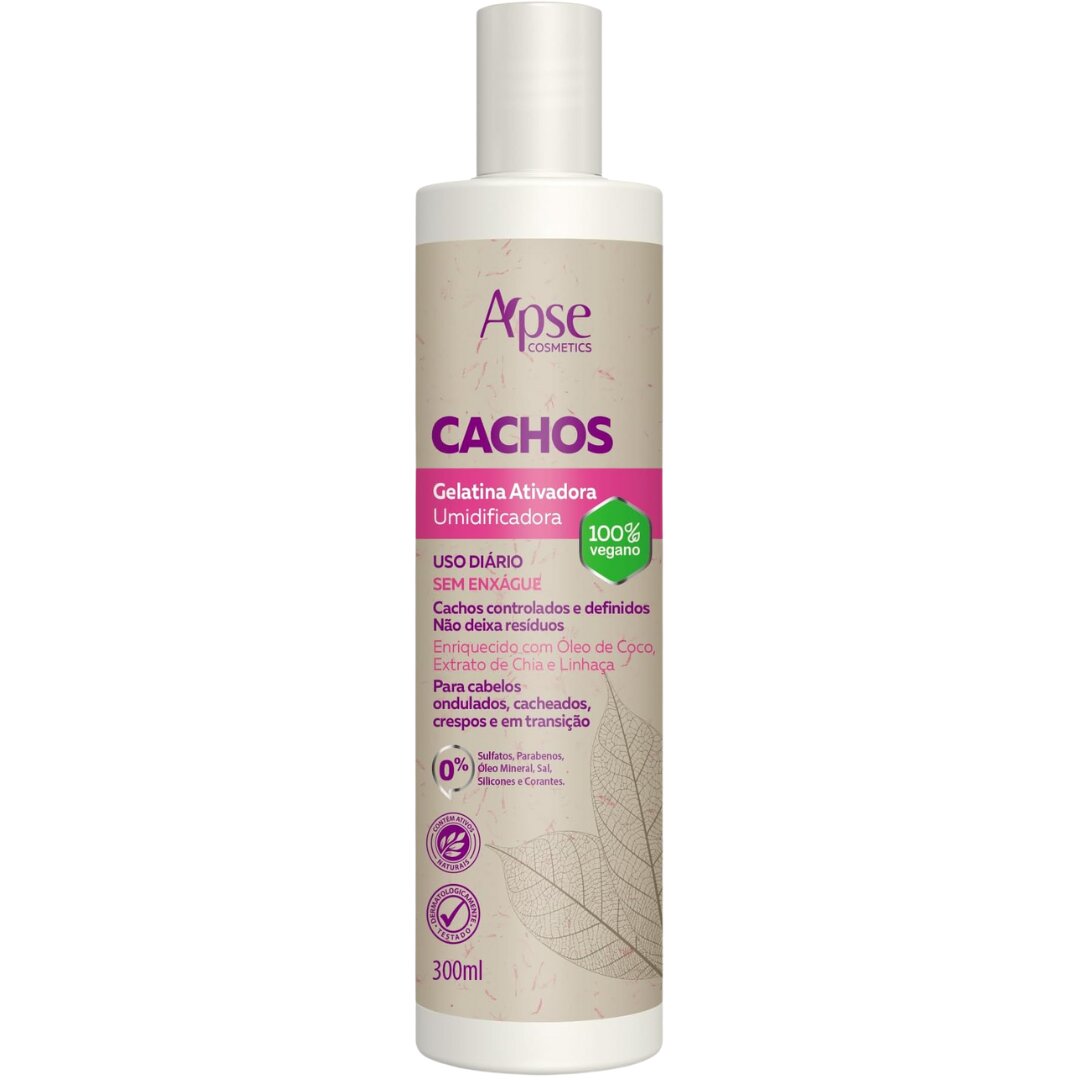 Apse
COSMETICS
CACHOS
Gelatina Ativadora
Umidificadora
100%
vegano
USO DIÁRIO
SEM ENXÁGUE
Cachos controlados e definidos
Não deixa resíduos
Enriquecido com Óleo de Coco,
Extrato de Chia e Linhaça
Para cabelos
ondulados, cacheados,
crespos e em transição
0%
Sulfatos, Parabenos,
Óleo Mineral, Sal,
Silicones e Corantes.
CONTÉM ATIVOS
NATURAIS
DERMATOLOGICAMENTE
TESTADO
300ml